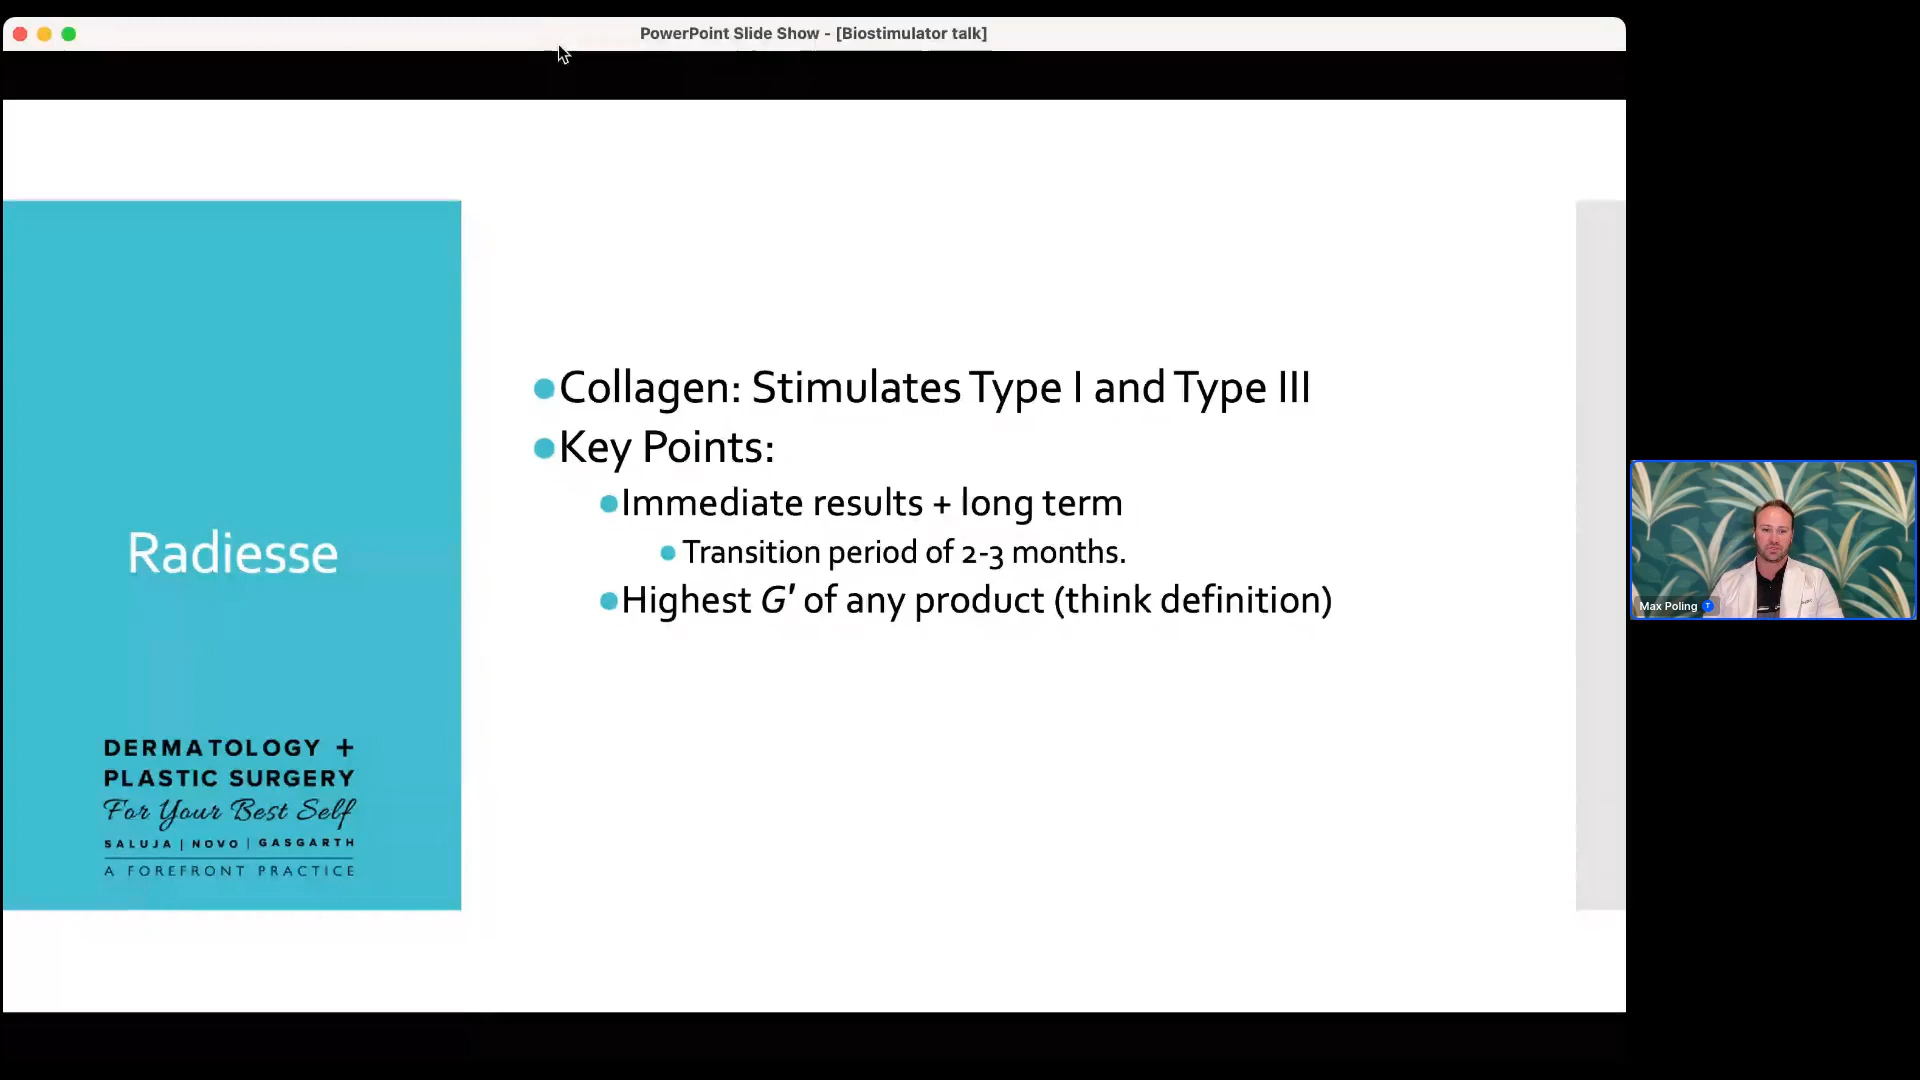 PowerPoint Slide Show - [Biostimulator talk]
Radiesse
DERMATOLOGY +
PLASTIC SURGERY
For Your Best Self
SALUJA | NOVO | GASGARTH
A FOREFRONT PRACTICE
Collagen: Stimulates Type I and Type III
Key Points:
Immediate results + long term
Transition period of 2-3 months.
Highest G' of any product (think definition)
Max Poling